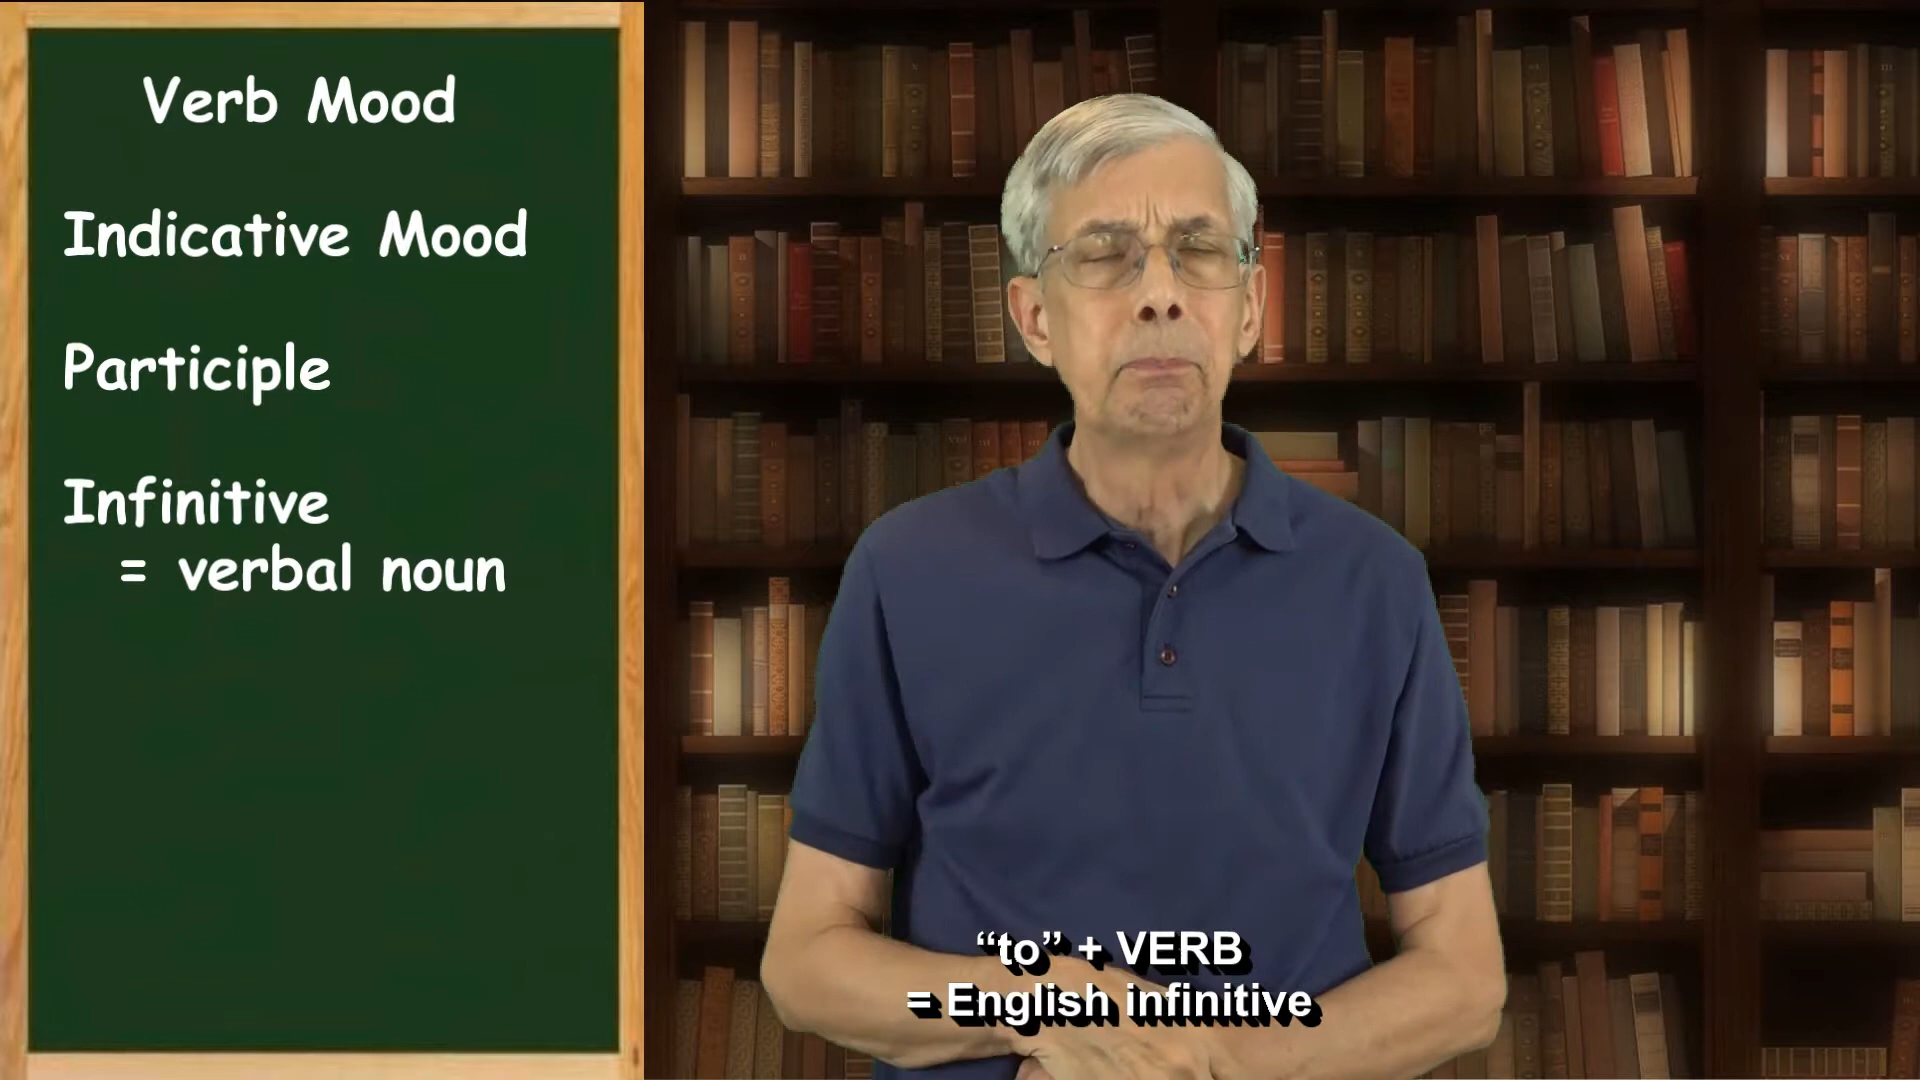 Verb Mood
Indicative Mood
Participle
Infinitive
= verbal noun
“to” + VERB
= English infinitive